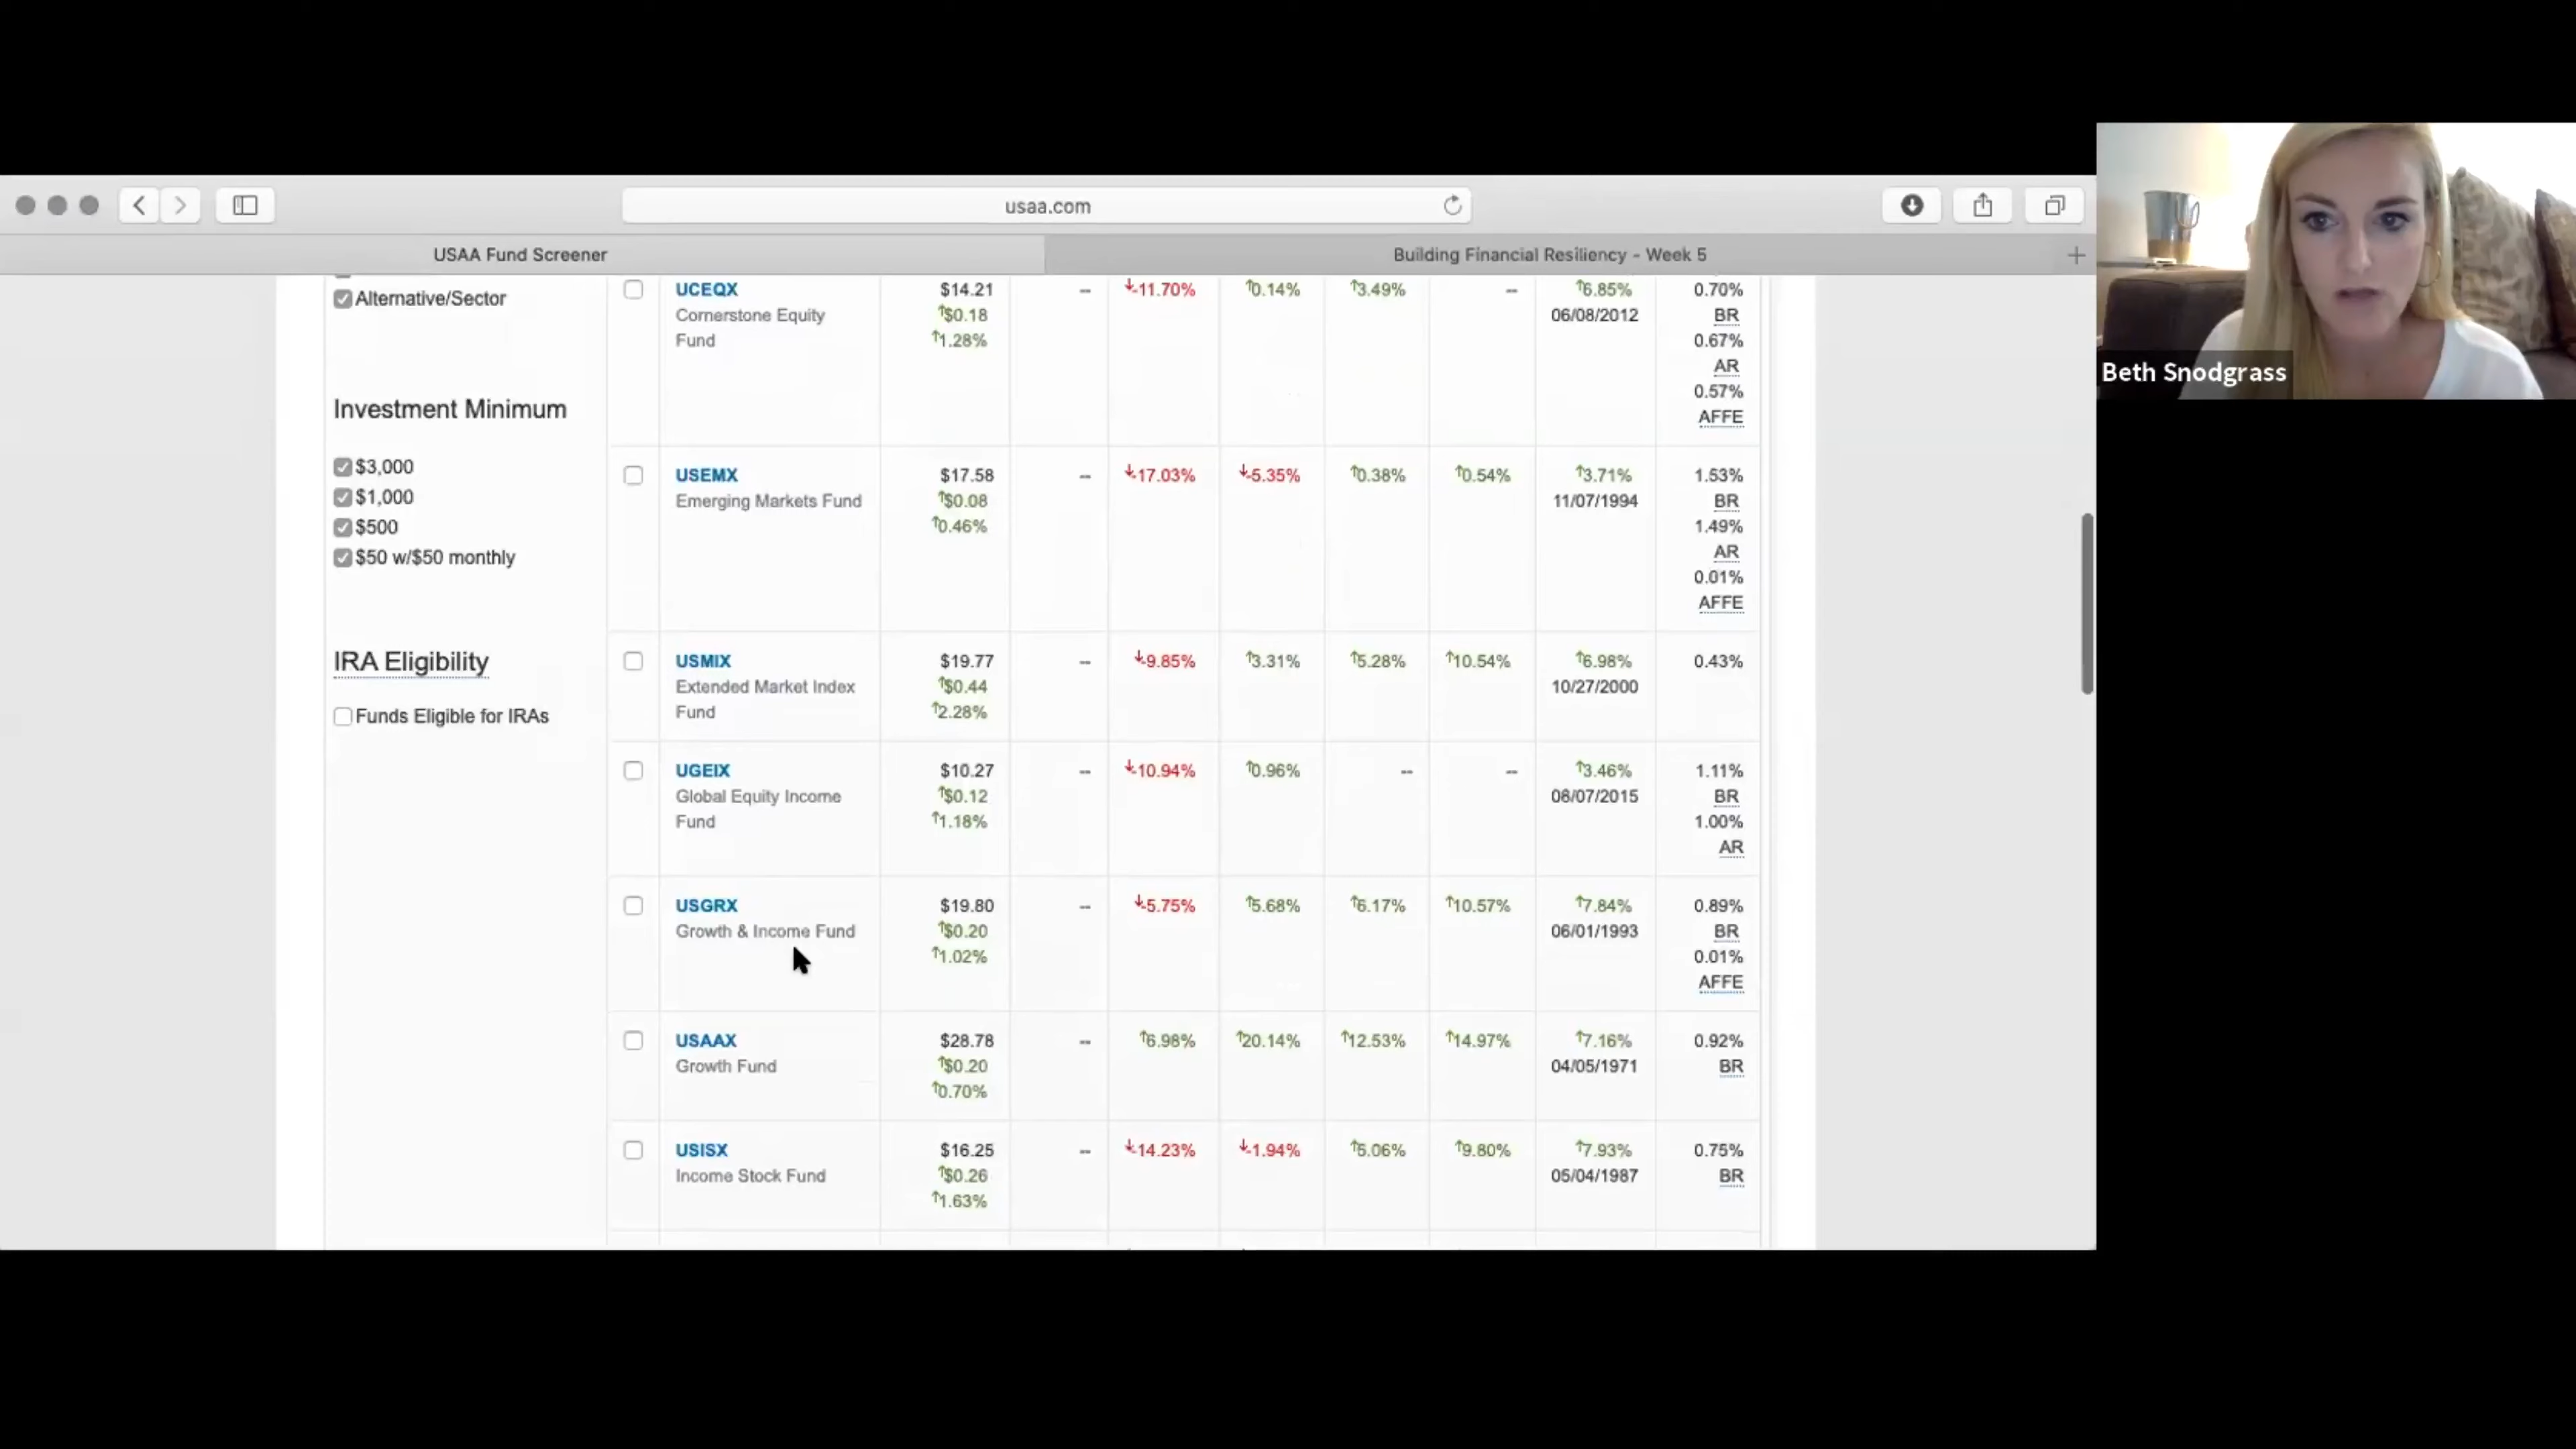 usaa.com
USAA Fund Screener
Building Financial Resiliency - Week 5
Beth Snodgrass
Alternative/Sector
Investment Minimum
$3,000
$1,000
$500
$50 w/$50 monthly
IRA Eligibility
Funds Eligible for IRAs
UCEQX $14.21 -- ↓-11.70% ↑0.14% ↑3.49% -- ↑6.85% 0.70%
Cornerstone Equity ↑$0.18 06/08/2012 BR
Fund ↑1.28% 0.67%
AR
0.57%
AFFE
USEMX $17.58 -- ↓-17.03% ↓-5.35% ↑0.38% ↑0.54% ↑3.71% 1.53%
Emerging Markets Fund ↑$0.08 11/07/1994 BR
↑0.46% 1.49%
AR
0.01%
AFFE
USMIX $19.77 -- ↓-9.85% ↑3.31% ↑5.28% ↑10.54% ↑6.98% 0.43%
Extended Market Index ↑$0.44 10/27/2000
Fund ↑2.28%
UGEIX $10.27 -- ↓-10.94% ↑0.96% -- -- ↑3.46% 1.11%
Global Equity Income ↑$0.12 08/07/2015 BR
Fund ↑1.18% 1.00%
AR
USGRX $19.80 -- ↓-5.75% ↑5.68% ↑6.17% ↑10.57% ↑7.84% 0.89%
Growth & Income Fund ↑$0.20 06/01/1993 BR
↑1.02% 0.01%
AFFE
USAAX $28.78 -- ↑6.98% ↑20.14% ↑12.53% ↑14.97% ↑7.16% 0.92%
Growth Fund ↑$0.20 04/05/1971 BR
↑0.70%
USISX $16.25 -- ↓-14.23% ↓-1.94% ↑5.06% ↑9.80% ↑7.93% 0.75%
Income Stock Fund ↑$0.26 05/04/1987 BR
↑1.63%